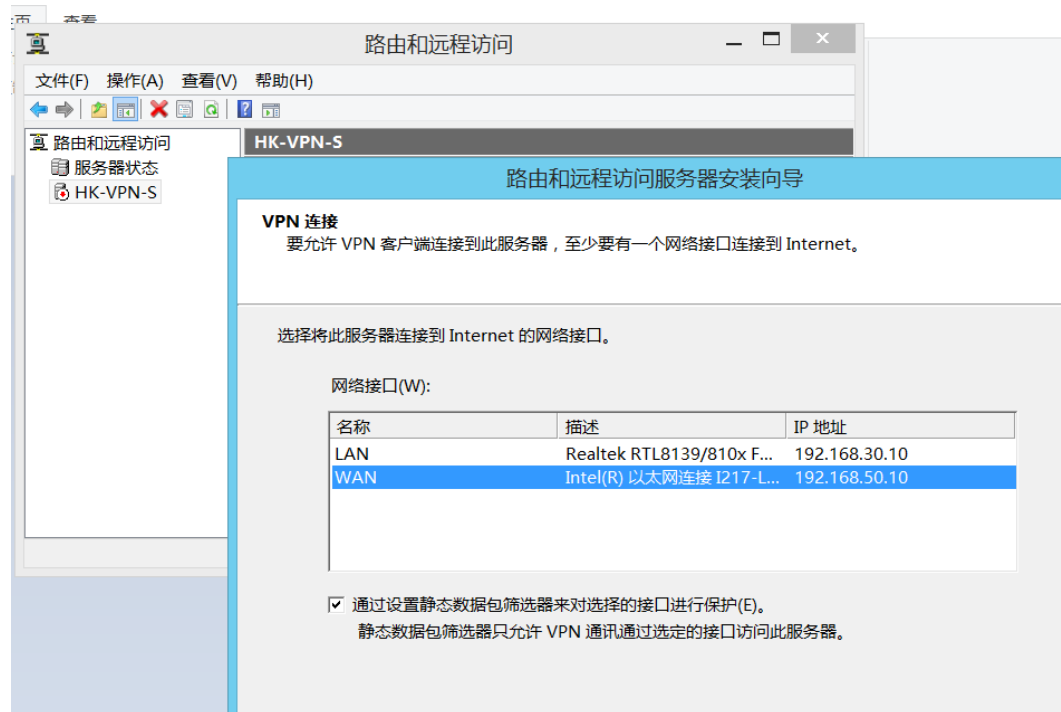 查看
路由和远程访问
文件(F) 操作(A) 查看(V) 帮助(H)
路由和远程访问
服务器状态
HK-VPN-S
HK-VPN-S
路由和远程访问服务器安装向导
VPN 连接
要允许 VPN 客户端连接到此服务器，至少要有一个网络接口连接到 Internet。
选择将此服务器连接到 Internet 的网络接口。
网络接口(W):
名称 描述 IP 地址
LAN Realtek RTL8139/810x F... 192.168.30.10
WAN Intel(R) 以太网连接 I217-L... 192.168.50.10
通过设置静态数据包筛选器来对选择的接口进行保护(E)。
静态数据包筛选器只允许 VPN 通讯通过选定的接口访问此服务器。